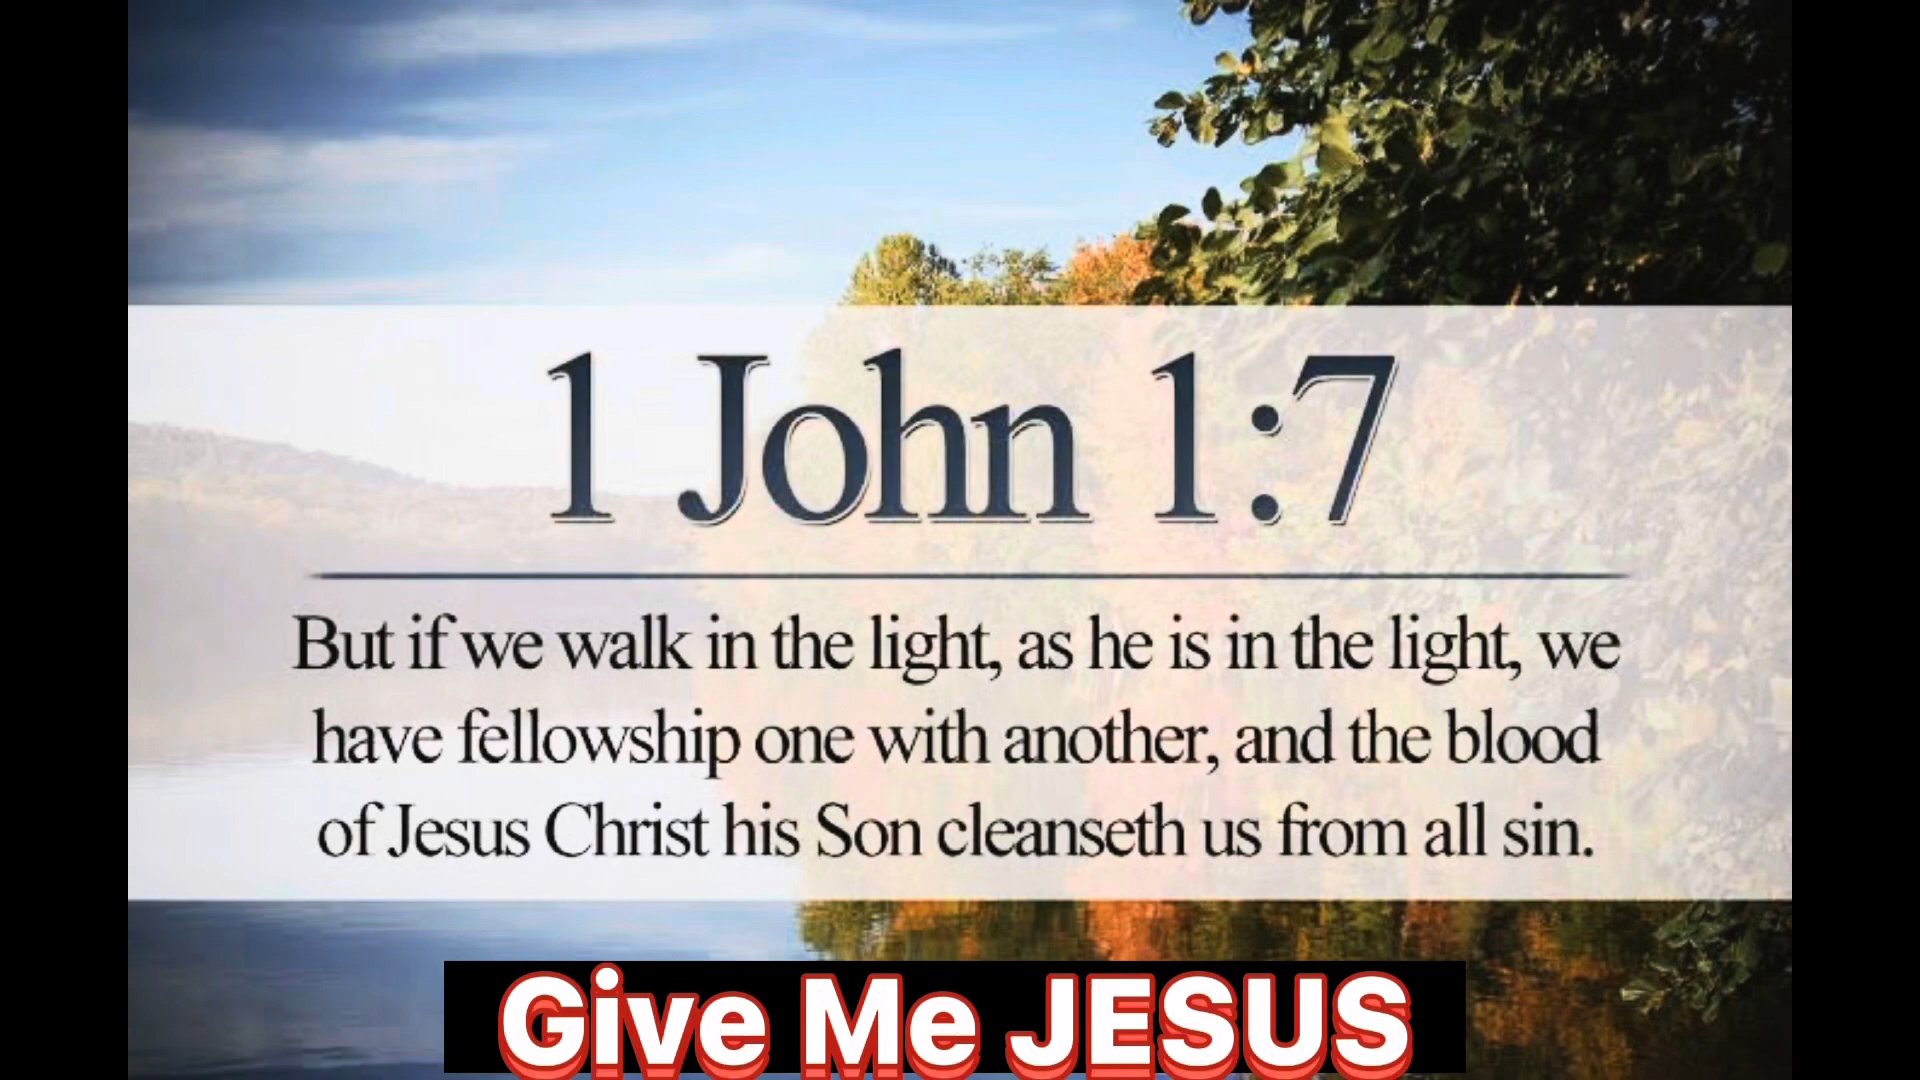 1 John 1:7
But if we walk in the light, as he is in the light, we
have fellowship one with another, and the blood
of Jesus Christ his Son cleanseth us from all sin.
Give Me JESUS